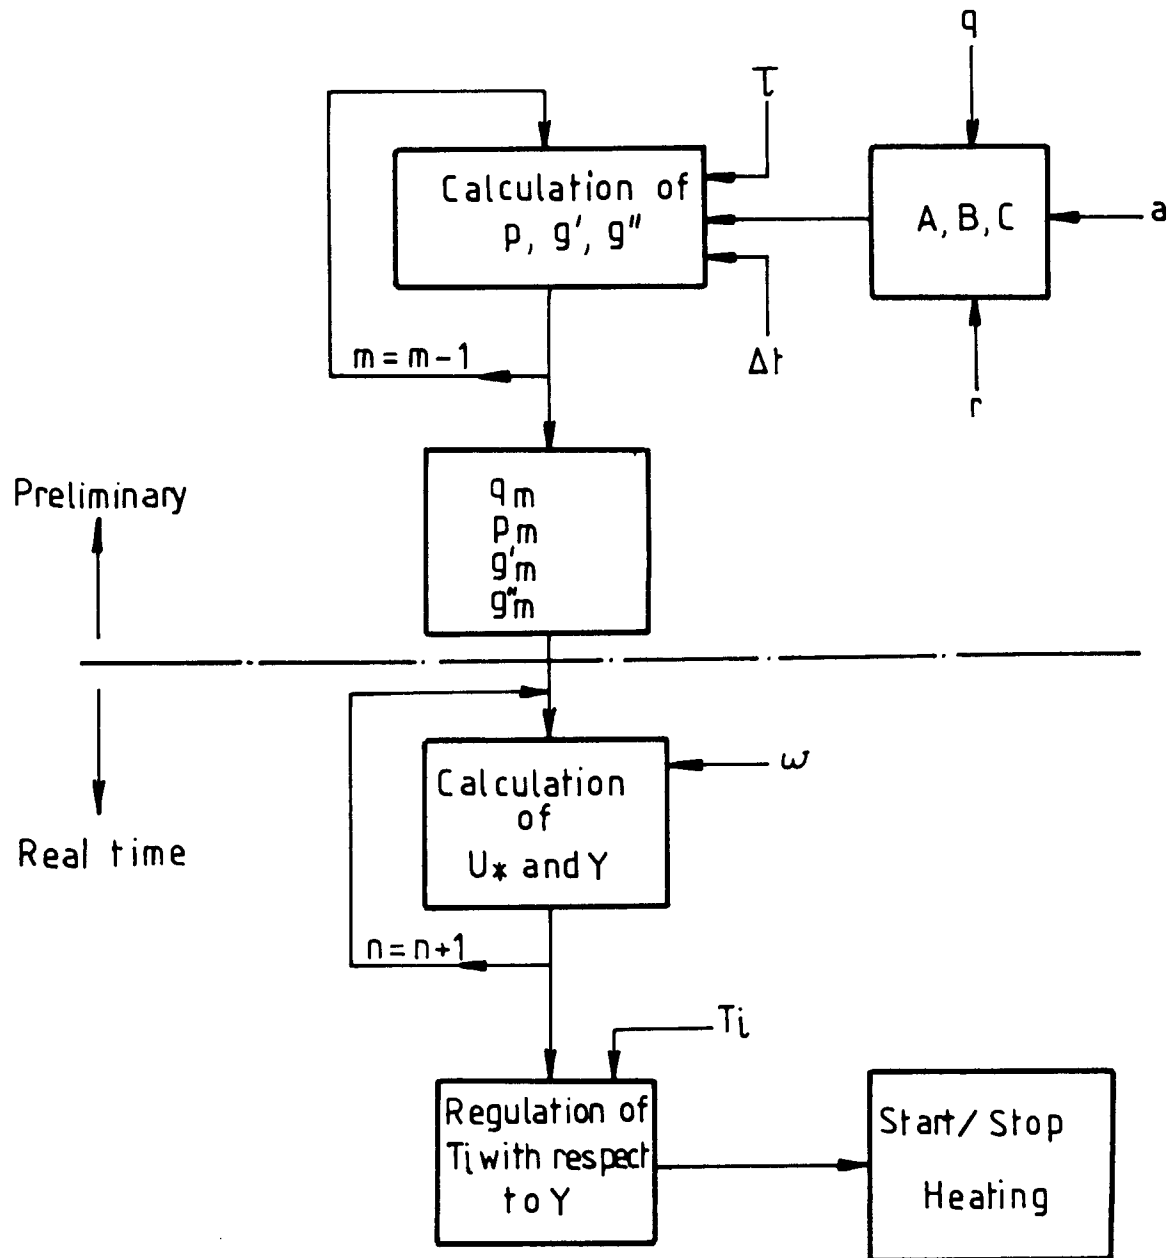 q
τ
Calculation of
p, g', g"
A, B, C
a
m = m-1
Δt
r
Preliminary
qm
pm
g'm
g"m
Calculation
of
U* and Y
ω
Real time
n = n+1
Ti
Regulation of
Ti with respect
to Y
Start/ Stop
Heating